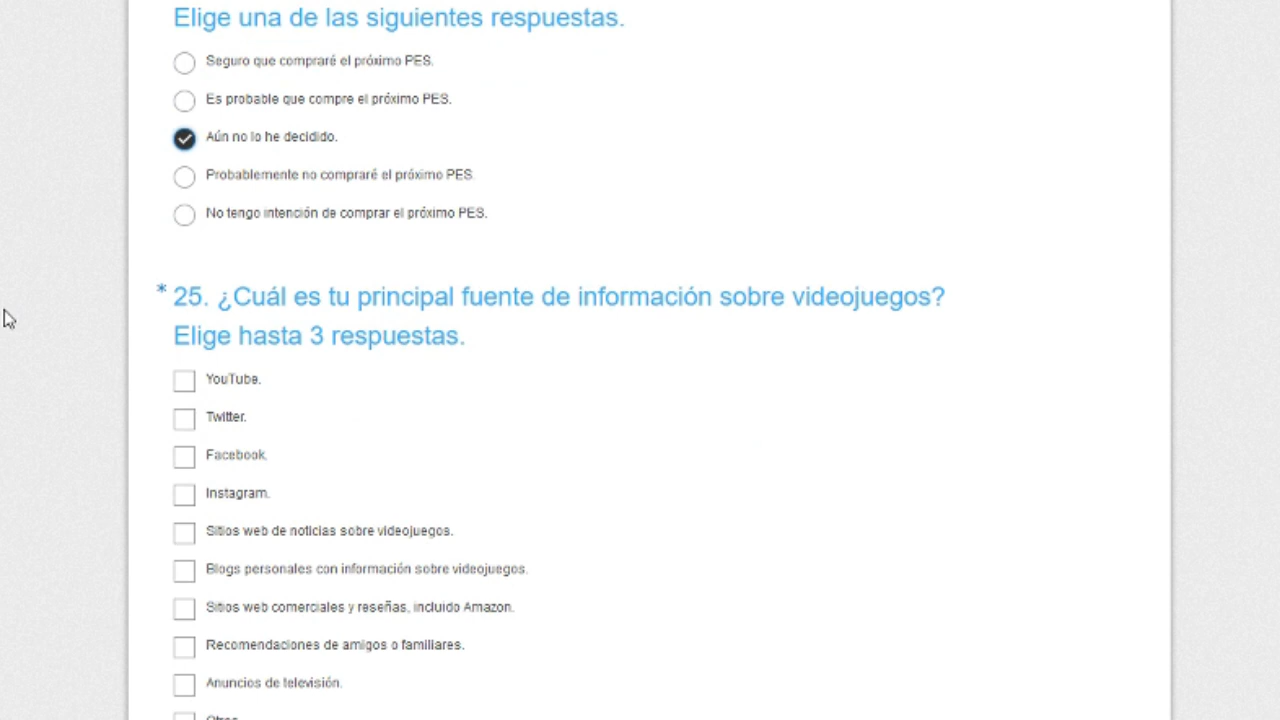 Elige una de las siguientes respuestas.
Seguro que compraré el próximo PES.
Es probable que compre el próximo PES.
Aún no lo he decidido.
Probablemente no compraré el próximo PES.
No tengo intención de comprar el próximo PES.
* 25. ¿Cuál es tu principal fuente de información sobre videojuegos?
Elige hasta 3 respuestas.
YouTube.
Twitter.
Facebook.
Instagram.
Sitios web de noticias sobre videojuegos.
Blogs personales con información sobre videojuegos.
Sitios web comerciales y reseñas, incluido Amazon.
Recomendaciones de amigos o familiares.
Anuncios de televisión.